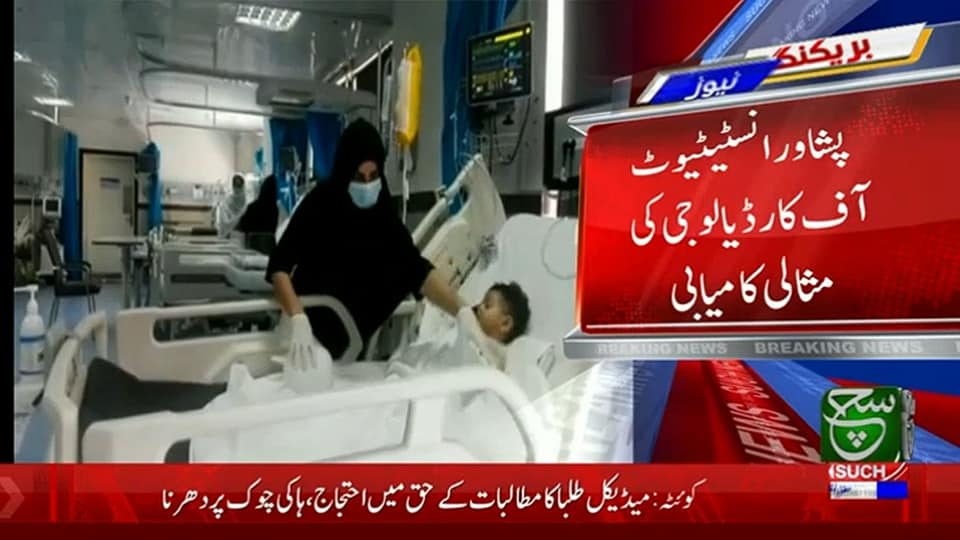 بریکنگ
نیوز
پشاور انسٹیٹیوٹ
آف کارڈیالوجی کی
مثالی کامیابی
BREAKING NEWS BREAKING NEWS
سچ
SUCH
کوئٹہ: میڈیکل طلبا کا مطالبات کے حق میں احتجاج، ہاکی چوک پر دھرنا